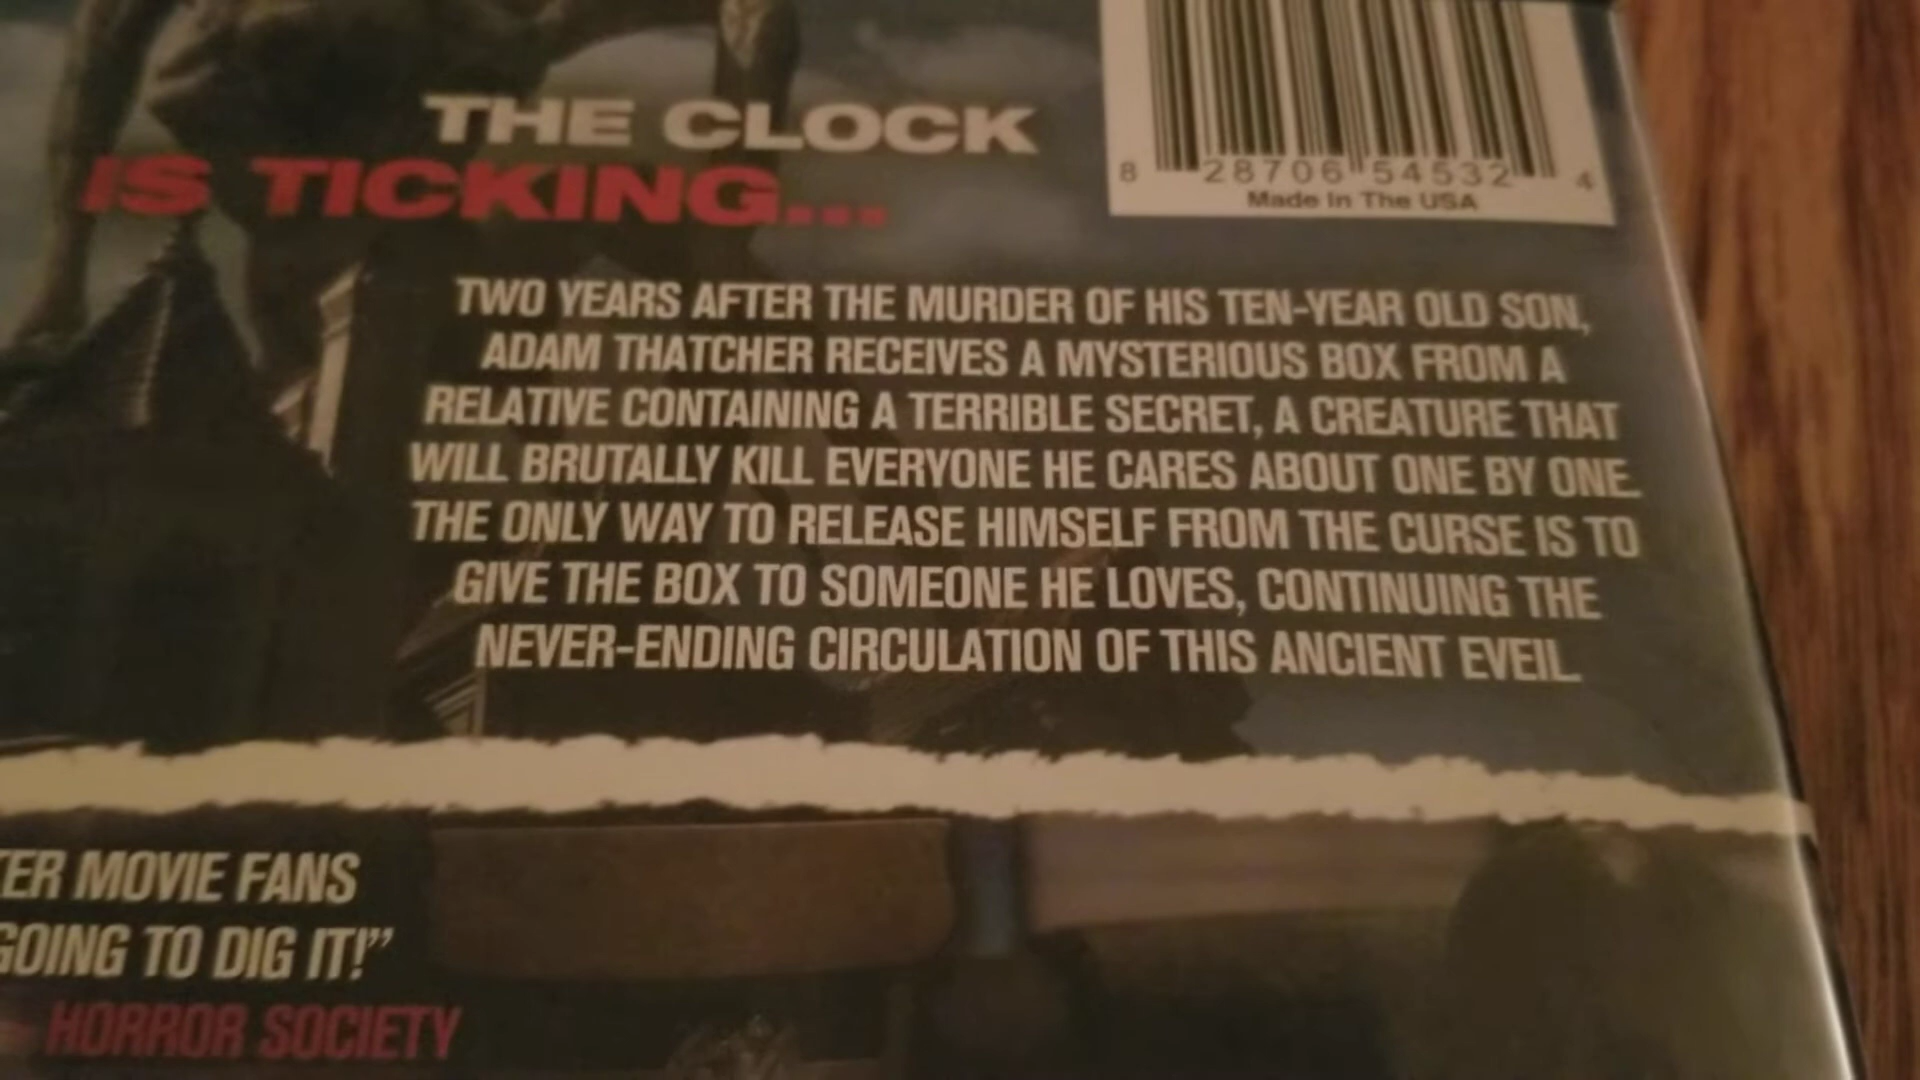 THE CLOCK
IS TICKING...
8 28706 54532 4
Made In The USA
TWO YEARS AFTER THE MURDER OF HIS TEN-YEAR OLD SON,
ADAM THATCHER RECEIVES A MYSTERIOUS BOX FROM A
RELATIVE CONTAINING A TERRIBLE SECRET, A CREATURE THAT
WILL BRUTALLY KILL EVERYONE HE CARES ABOUT ONE BY ONE.
THE ONLY WAY TO RELEASE HIMSELF FROM THE CURSE IS TO
GIVE THE BOX TO SOMEONE HE LOVES, CONTINUING THE
NEVER-ENDING CIRCULATION OF THIS ANCIENT EVEIL.
TER MOVIE FANS
GOING TO DIG IT!”
- HORROR SOCIETY